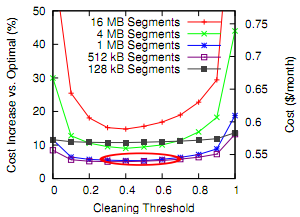 16 MB Segments
4 MB Segments
1 MB Segments
512 kB Segments
128 kB Segments
50
40
30
20
10
0
0.75
0.7
0.65
0.6
0.55
0 0.2 0.4 0.6 0.8 1
Cost Increase vs. Optimal (%)
Cost ($/month)
Cleaning Threshold